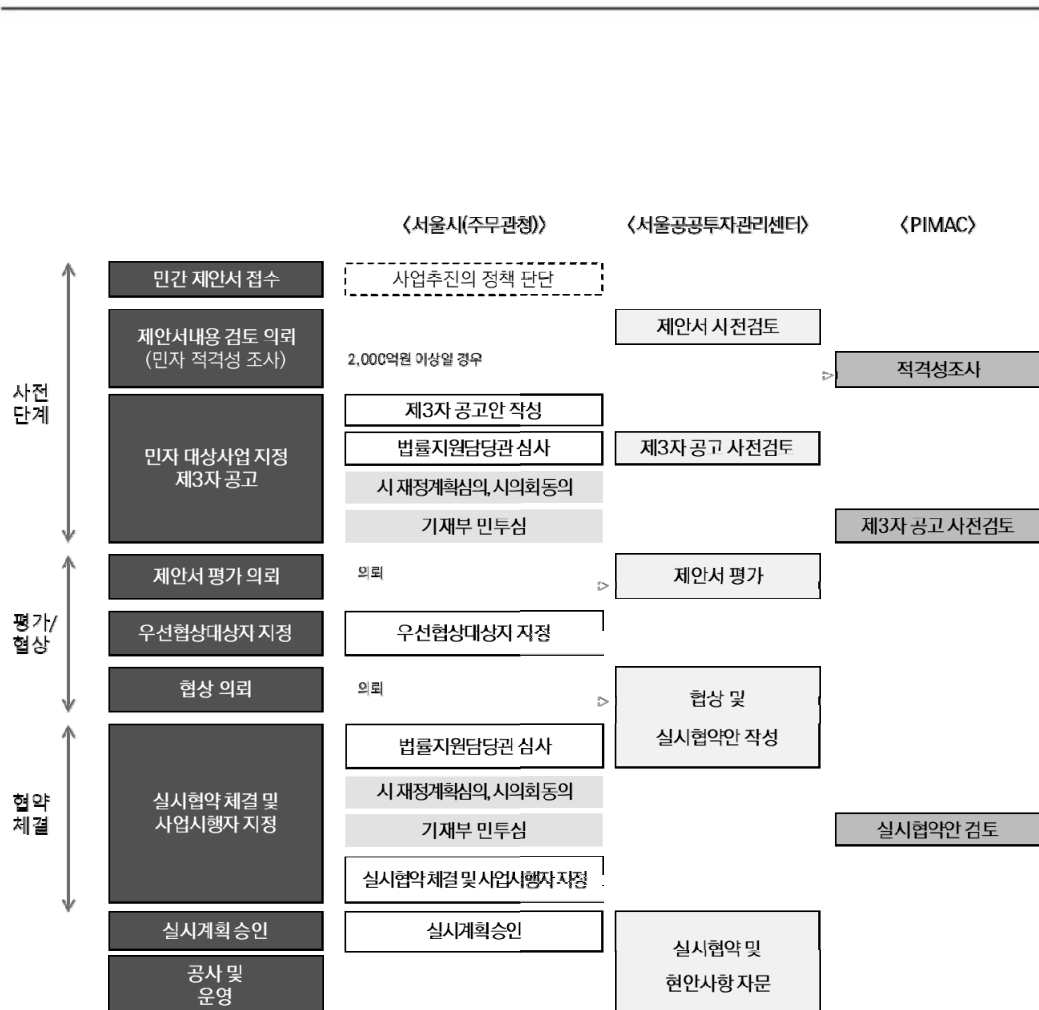 〈서울시(주무관청)〉
〈서울공공투자관리센터〉
〈PIMAC〉
사전
단계
민간 제안서 접수
사업추진의 정책 판단
제안서내용 검토 의뢰
(민자 적격성 조사)
2,000억원 이상일 경우
제안서 사전검토
적격성조사
민자 대상사업 지정
제3자 공고
제3자 공고안 작성
법률지원담당관 심사
제3자 공고 사전검토
시 재정계획심의, 시의회 동의
기재부 민투심
제3자 공고 사전검토
평가/
협상
제안서 평가 의뢰
의뢰
제안서 평가
우선협상대상자 지정
우선협상대상자 지정
협상 의뢰
의뢰
협상 및
실시협약안 작성
협약
체결
실시협약 체결 및
사업시행자 지정
법률지원담당관 심사
시 재정계획심의, 시의회 동의
기재부 민투심
실시협약안 검토
실시협약 체결 및 사업시행자 지정
실시계획 승인
실시계획승인
공사 및
운영
실시협약 및
현안사항 자문